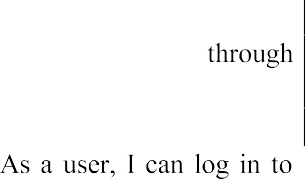 through
As a user, I can log in to